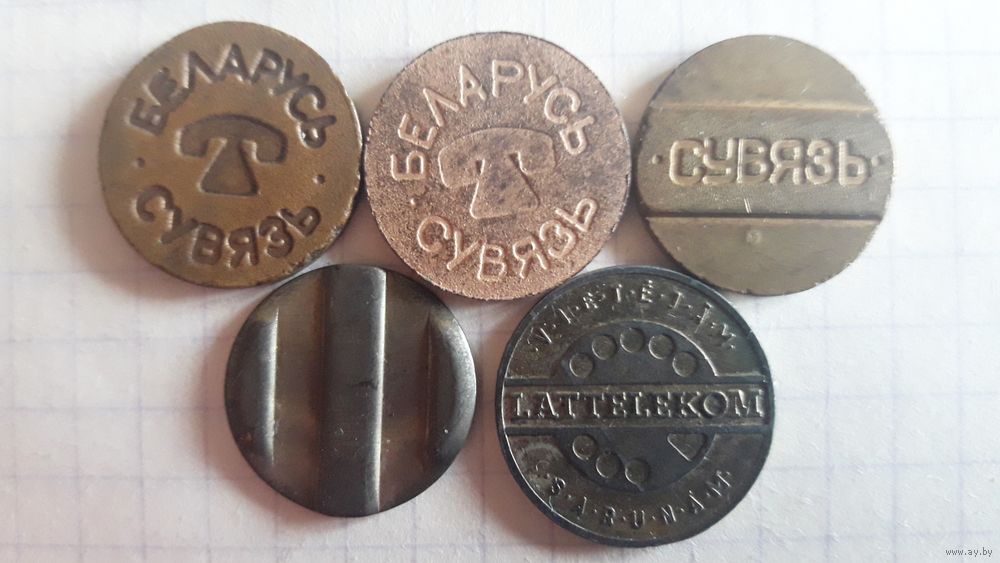 БЕЛАРУСЬ
СУВЯЗЬ
БЕЛАРУСЬ
СУВЯЗЬ
· СУВЯЗЬ ·
V·I·E·T·Ē·J·Ā·M·
LATTELEKOM
S·A·R·U·N·Ā·M
www.ay.by